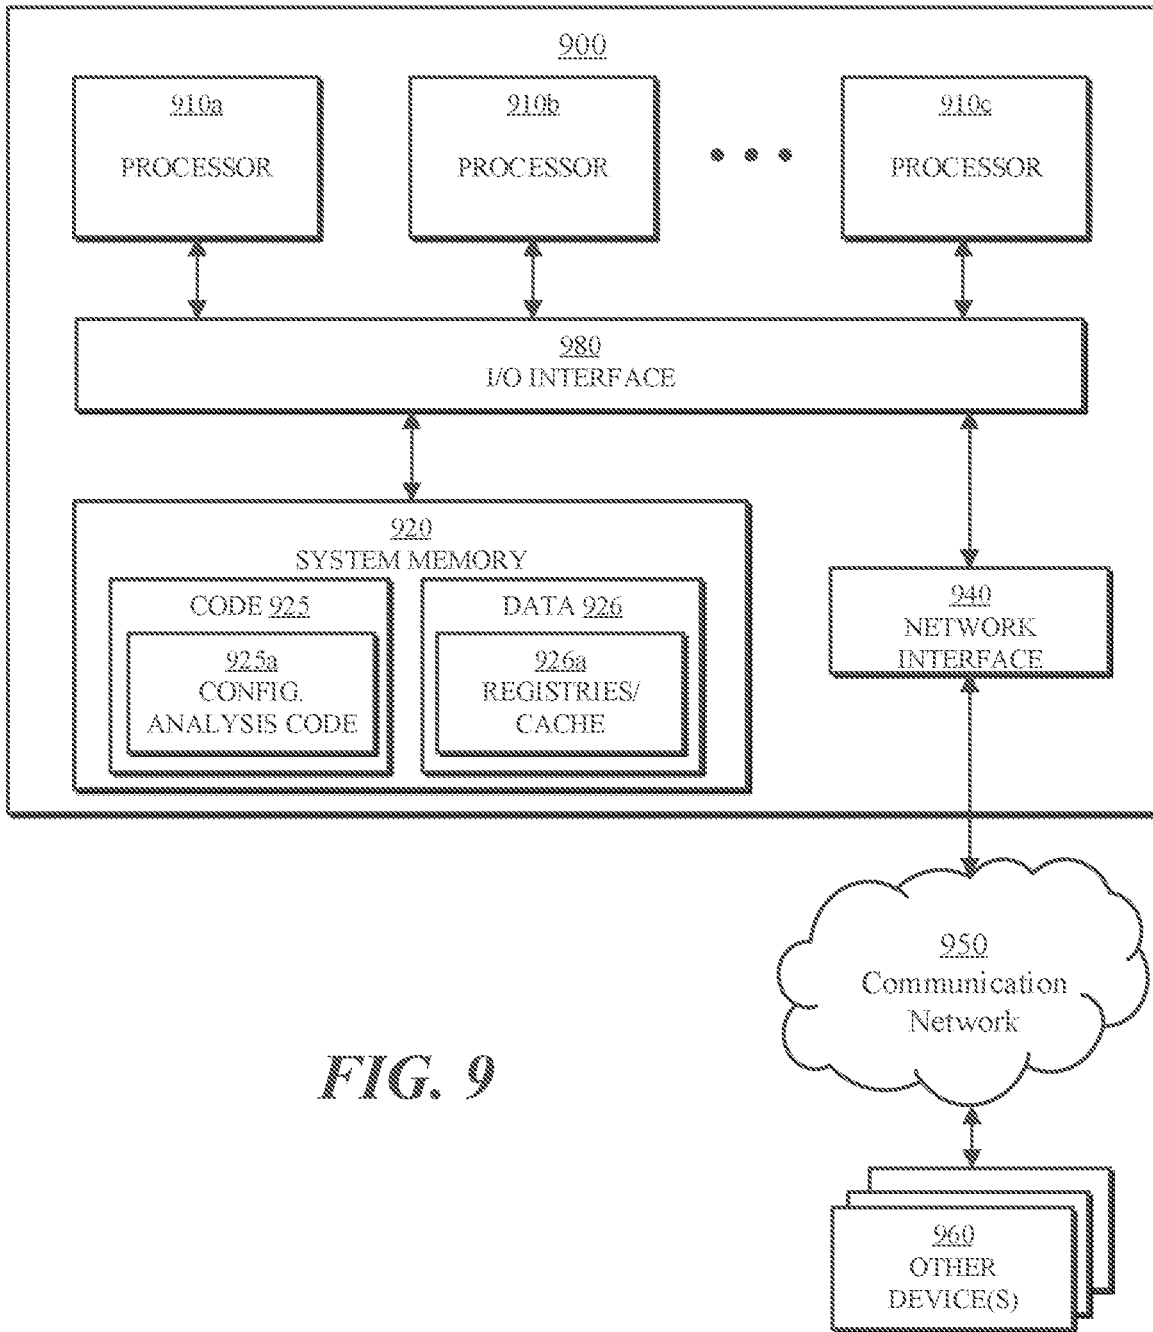 900
910a
PROCESSOR
910b
PROCESSOR
910c
PROCESSOR
980
I/O INTERFACE
920
SYSTEM MEMORY
CODE 925
925a
CONFIG.
ANALYSIS CODE
DATA 926
926a
REGISTRIES/
CACHE
940
NETWORK
INTERFACE
950
Communication
Network
FIG. 9
960
OTHER
DEVICE(S)